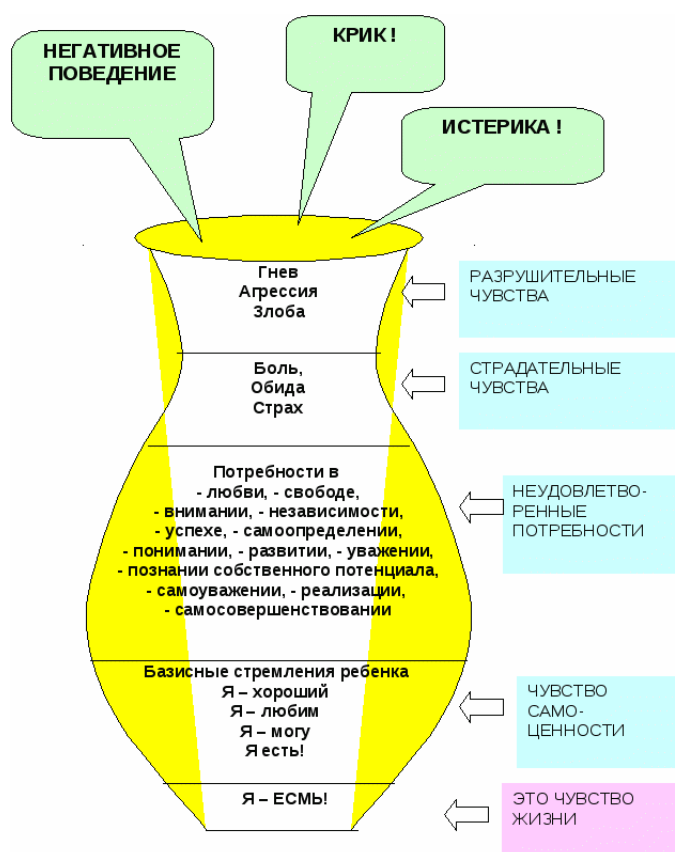 НЕГАТИВНОЕ
ПОВЕДЕНИЕ
КРИК !
ИСТЕРИКА !
Гнев
Агрессия
Злоба
РАЗРУШИТЕЛЬНЫЕ
ЧУВСТВА
Боль,
Обида
Страх
СТРАДАТЕЛЬНЫЕ
ЧУВСТВА
Потребности в
- любви, - свободе,
- внимании, - независимости,
- успехе, - самоопределении,
- понимании, - развитии, - уважении,
- познании собственного потенциала,
- самоуважении, - реализации,
- самосовершенствовании
НЕУДОВЛЕТВО-
РЕННЫЕ
ПОТРЕБНОСТИ
Базисные стремления ребенка
Я – хороший
Я – любим
Я – могу
Я есть!
ЧУВСТВО
САМО-
ЦЕННОСТИ
Я – ЕСМЬ!
ЭТО ЧУВСТВО
ЖИЗНИ